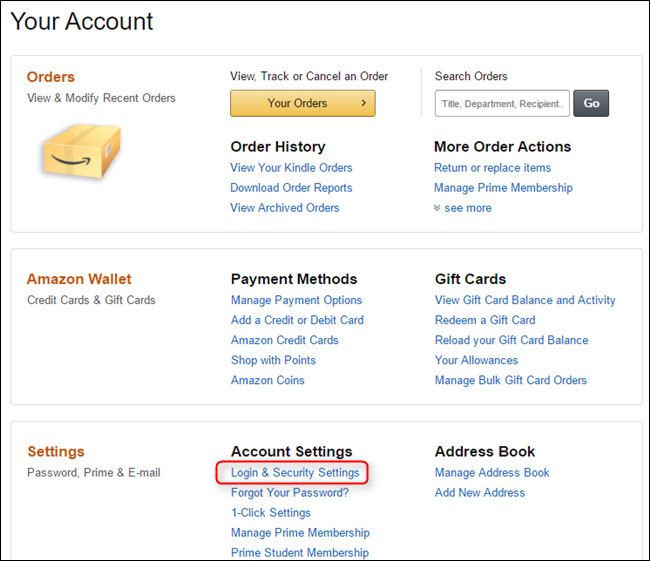 Your Account
Orders
View & Modify Recent Orders
View, Track or Cancel an Order
Your Orders
Search Orders
Title, Department, Recipient..
Go
Order History
View Your Kindle Orders
Download Order Reports
View Archived Orders
More Order Actions
Return or replace items
Manage Prime Membership
see more
Amazon Wallet
Credit Cards & Gift Cards
Payment Methods
Manage Payment Options
Add a Credit or Debit Card
Amazon Credit Cards
Shop with Points
Amazon Coins
Gift Cards
View Gift Card Balance and Activity
Redeem a Gift Card
Reload your Gift Card Balance
Your Allowances
Manage Bulk Gift Card Orders
Settings
Password, Prime & E-mail
Account Settings
Login & Security Settings
Forgot Your Password?
1-Click Settings
Manage Prime Membership
Prime Student Membership
Address Book
Manage Address Book
Add New Address